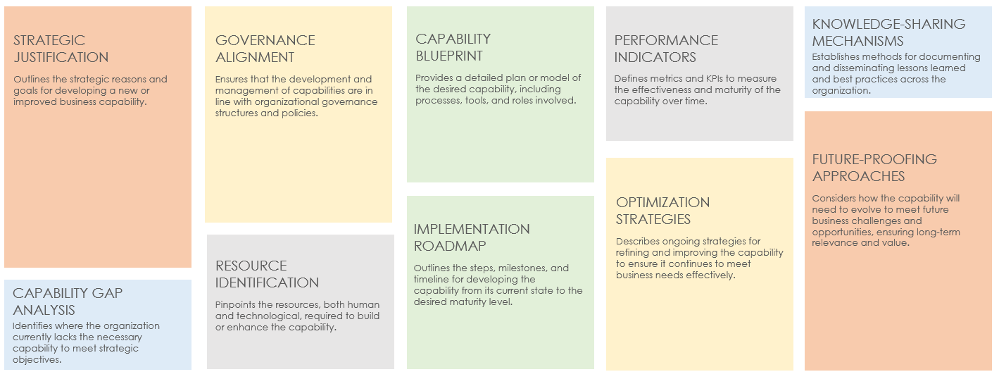 STRATEGIC
JUSTIFICATION
Outlines the strategic reasons and
goals for developing a new or
improved business capability.
CAPABILITY GAP
ANALYSIS
Identifies where the organization
currently lacks the necessary
capability to meet strategic
objectives.
GOVERNANCE
ALIGNMENT
Ensures that the development and
management of capabilities are in
line with organizational governance
structures and policies.
RESOURCE
IDENTIFICATION
Pinpoints the resources, both human
and technological, required to build
or enhance the capability.
CAPABILITY
BLUEPRINT
Provides a detailed plan or model of
the desired capability, including
processes, tools, and roles involved.
IMPLEMENTATION
ROADMAP
Outlines the steps, milestones, and
timeline for developing the
capability from its current state to the
desired maturity level.
PERFORMANCE
INDICATORS
Defines metrics and KPIs to measure
the effectiveness and maturity of the
capability over time.
OPTIMIZATION
STRATEGIES
Describes ongoing strategies for
refining and improving the capability
to ensure it continues to meet
business needs effectively.
KNOWLEDGE-SHARING
MECHANISMS
Establishes methods for documenting
and disseminating lessons learned
and best practices across the
organization.
FUTURE-PROOFING
APPROACHES
Considers how the capability will
need to evolve to meet future
business challenges and
opportunities, ensuring long-term
relevance and value.